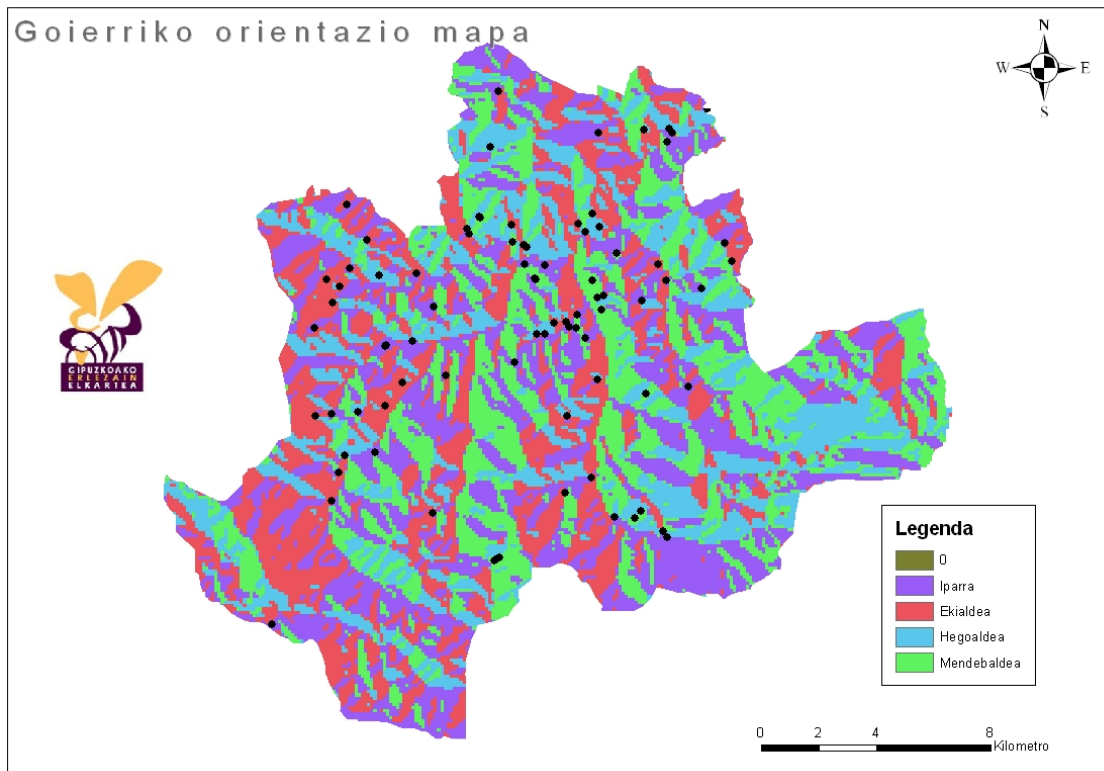 Goierriko orientazio mapa
N
W E
S
GIPUZKOAKO
ERLEZAIN
ELKARTEA
Legenda
0
Iparra
Ekialdea
Hegoaldea
Mendebaldea
0 2 4 8
Kilometro